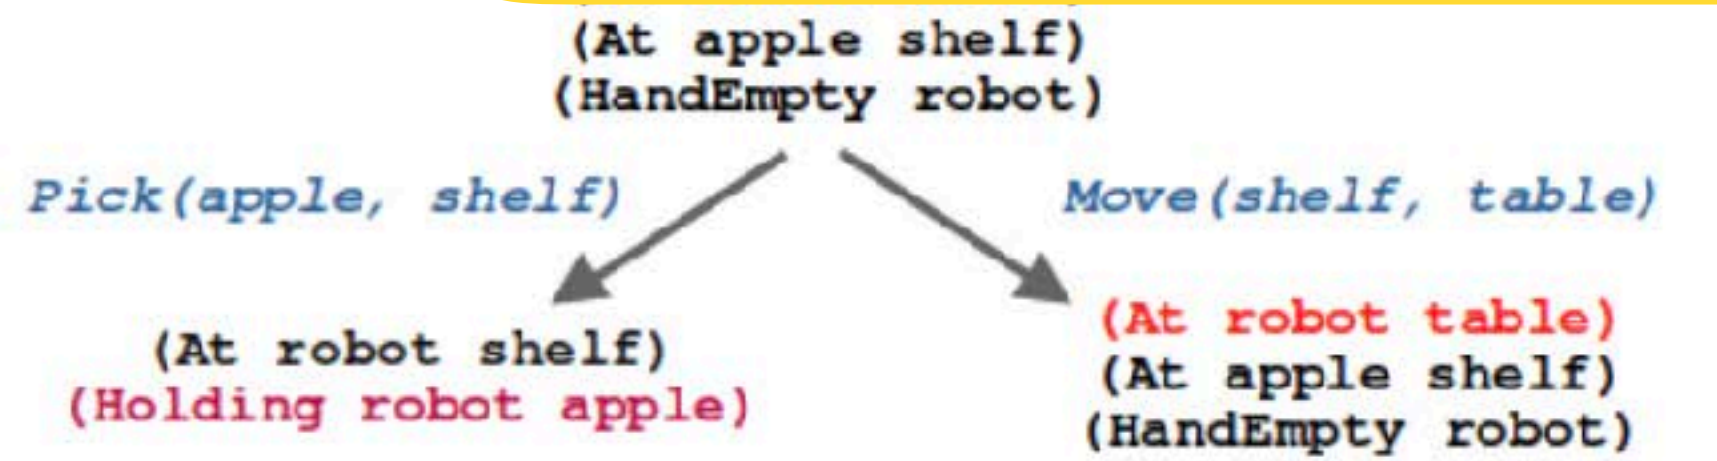 (At apple shelf)
(HandEmpty robot)
Pick(apple, shelf)
Move(shelf, table)
(At robot shelf)
(Holding robot apple)
(At robot table)
(At apple shelf)
(HandEmpty robot)